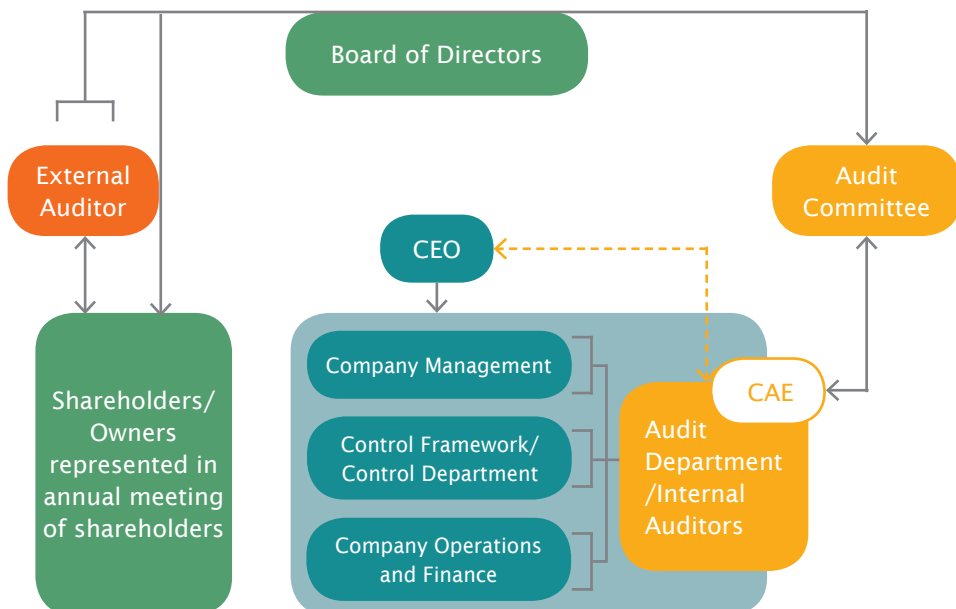 Board of Directors
External
Auditor
Audit
Committee
CEO
Shareholders/
Owners
represented in
annual meeting
of shareholders
Company Management
Control Framework/
Control Department
Company Operations
and Finance
CAE
Audit
Department
/Internal
Auditors